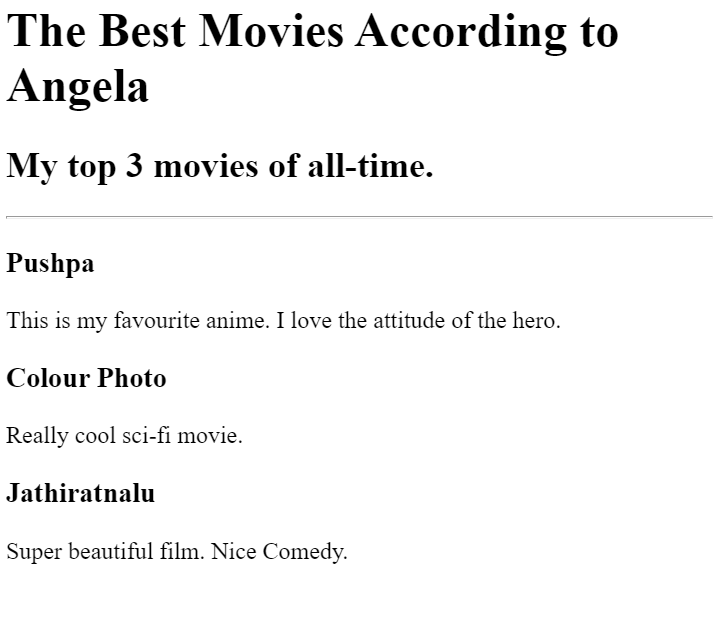 The Best Movies According to
Angela
My top 3 movies of all-time.
Pushpa
This is my favourite anime. I love the attitude of the hero.
Colour Photo
Really cool sci-fi movie.
Jathiratnalu
Super beautiful film. Nice Comedy.